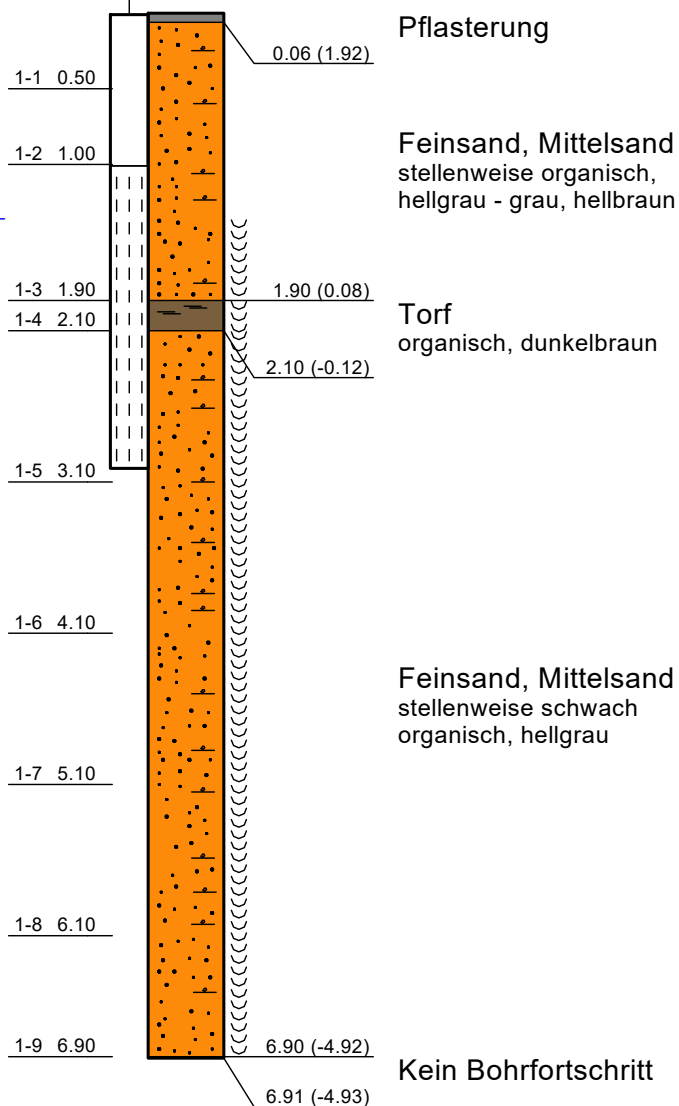 Pflasterung
0.06 (1.92)
1-1 0.50
Feinsand, Mittelsand
1-2 1.00
stellenweise organisch,
hellgrau - grau, hellbraun
1-3 1.90
1.90 (0.08)
Torf
1-4 2.10
organisch, dunkelbraun
2.10 (-0.12)
1-5 3.10
1-6 4.10
Feinsand, Mittelsand
stellenweise schwach
organisch, hellgrau
1-7 5.10
1-8 6.10
1-9 6.90
6.90 (-4.92)
Kein Bohrfortschritt
6.91 (-4.93)